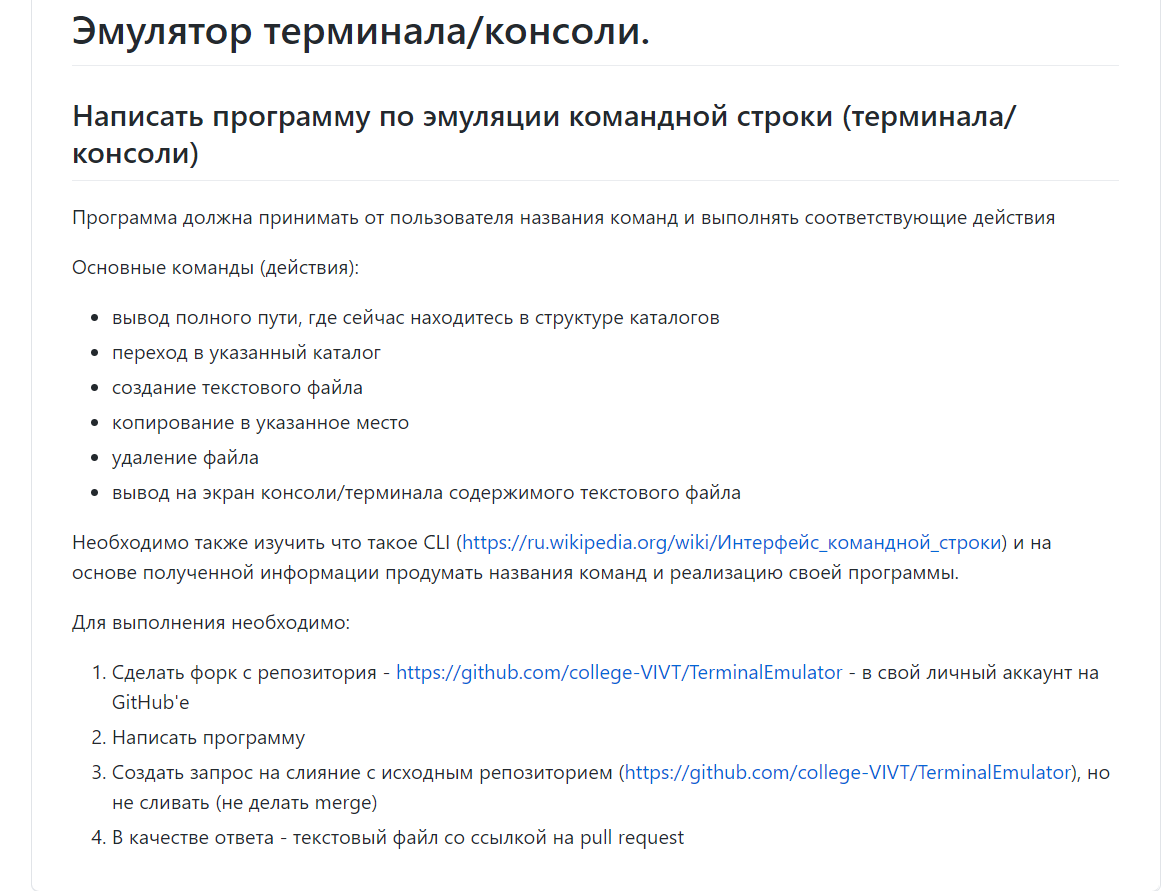 Эмулятор терминала/консоли.
Написать программу по эмуляции командной строки (терминала/
консоли)
Программа должна принимать от пользователя названия команд и выполнять соответствующие действия
Основные команды (действия):
• вывод полного пути, где сейчас находитесь в структуре каталогов
• переход в указанный каталог
• создание текстового файла
• копирование в указанное место
• удаление файла
• вывод на экран консоли/терминала содержимого текстового файла
Необходимо также изучить что такое CLI (https://ru.wikipedia.org/wiki/Интерфейс_командной_строки) и на
основе полученной информации продумать названия команд и реализацию своей программы.
Для выполнения необходимо:
1. Сделать форк с репозитория - https://github.com/college-VIVT/TerminalEmulator - в свой личный аккаунт на
GitHub'е
2. Написать программу
3. Создать запрос на слияние с исходным репозиторием (https://github.com/college-VIVT/TerminalEmulator), но
не сливать (не делать merge)
4. В качестве ответа - текстовый файл со ссылкой на pull request